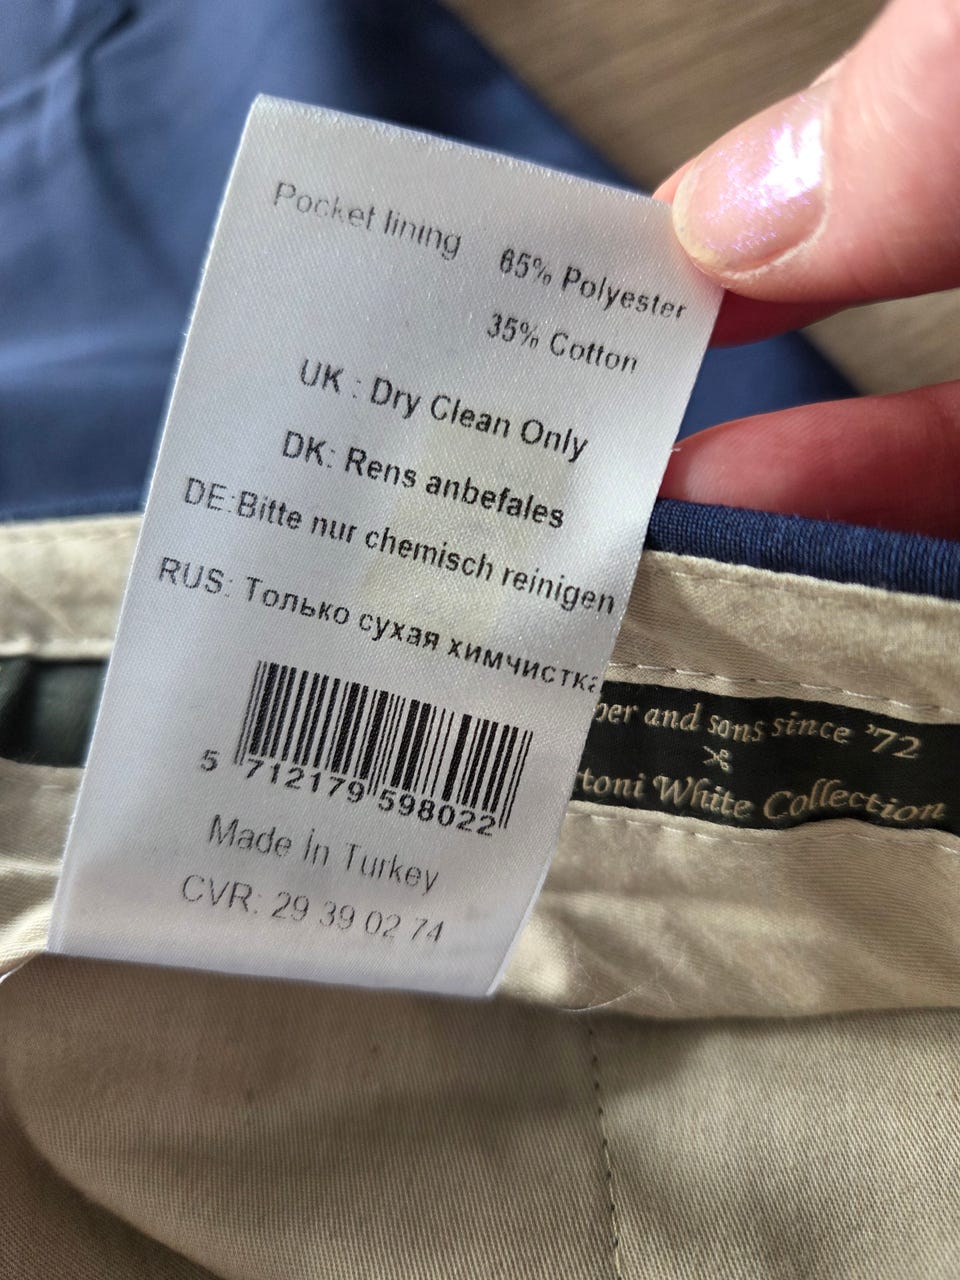 Pocket lining 65% Polyester
35% Cotton
UK : Dry Clean Only
DK: Rens anbefales
DE:Bitte nur chemisch reinigen
RUS: Только сухая химчистка
5 712179 598022
Made İn Turkey
CVR: 29 39 02 74
and sons since '72
White Collection